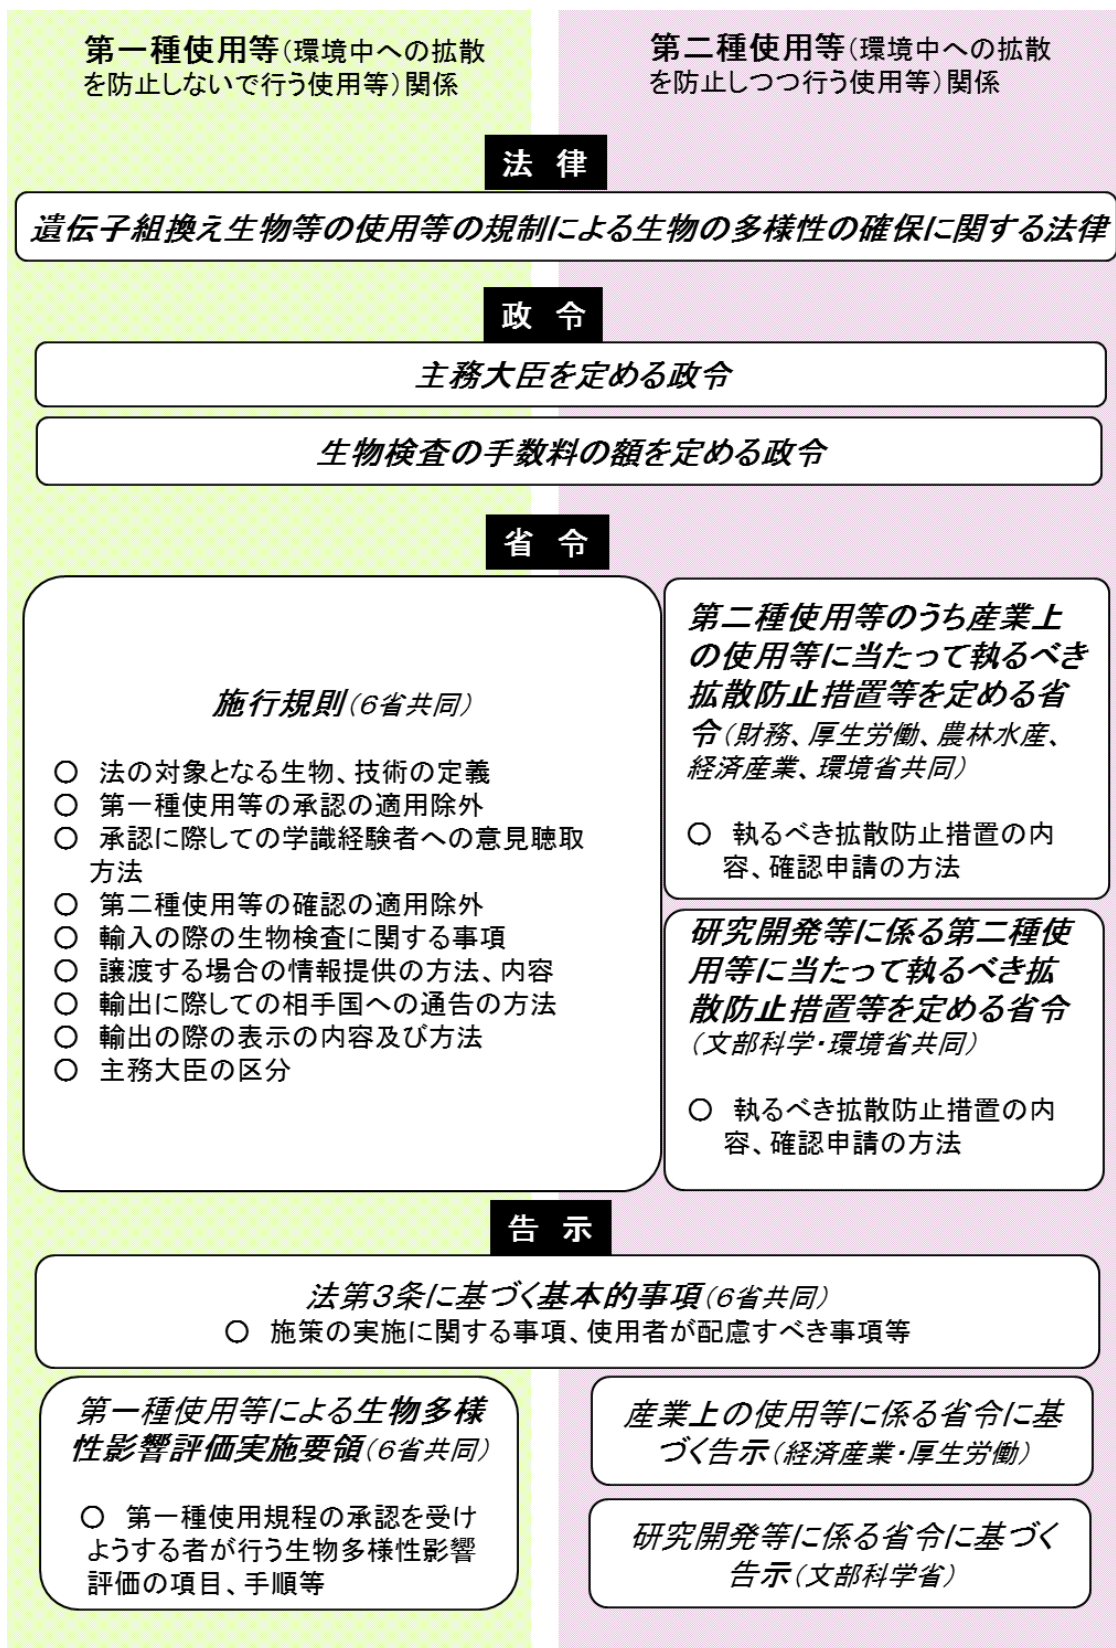 第一種使用等(環境中への拡散
を防止しないで行う使用等)関係
第二種使用等(環境中への拡散
を防止しつつ行う使用等)関係
法 律
遺伝子組換え生物等の使用等の規制による生物の多様性の確保に関する法律
政 令
主務大臣を定める政令
生物検査の手数料の額を定める政令
省 令
施行規則(6省共同)
○ 法の対象となる生物、技術の定義
○ 第一種使用等の承認の適用除外
○ 承認に際しての学識経験者への意見聴取
方法
○ 第二種使用等の確認の適用除外
○ 輸入の際の生物検査に関する事項
○ 譲渡する場合の情報提供の方法、内容
○ 輸出に際しての相手国への通告の方法
○ 輸出の際の表示の内容及び方法
○ 主務大臣の区分
第二種使用等のうち産業上
の使用等に当たって執るべき
拡散防止措置等を定める省
令(財務、厚生労働、農林水産、
経済産業、環境省共同)
○ 執るべき拡散防止措置の内
容、確認申請の方法
研究開発等に係る第二種使
用等に当たって執るべき拡
散防止措置等を定める省令
(文部科学・環境省共同)
○ 執るべき拡散防止措置の内
容、確認申請の方法
告 示
法第3条に基づく基本的事項(6省共同)
○ 施策の実施に関する事項、使用者が配慮すべき事項等
第一種使用等による生物多様
性影響評価実施要領(6省共同)
○ 第一種使用規程の承認を受け
ようする者が行う生物多様性影響
評価の項目、手順等
産業上の使用等に係る省令に基
づく告示(経済産業・厚生労働)
研究開発等に係る省令に基づく
告示(文部科学省)